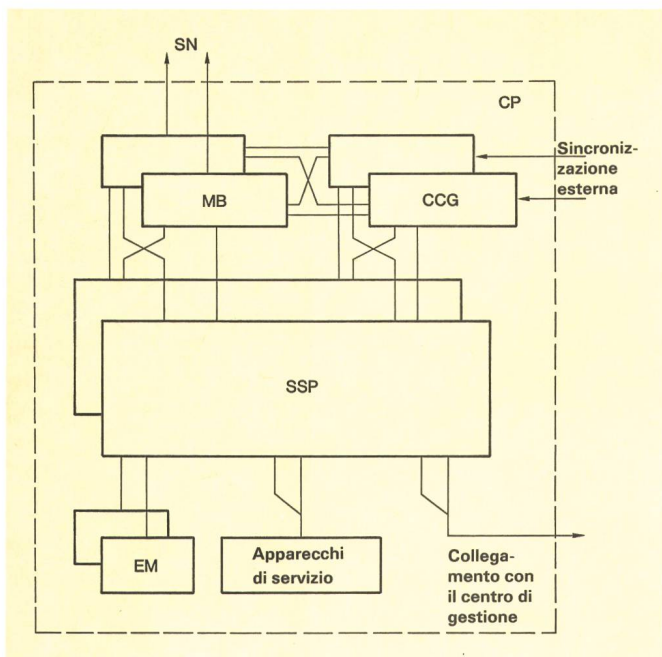 SN
CP
Sincroniz-
zazione
esterna
MB
CCG
SSP
EM
Apparecchi
di servizio
Collega-
mento con
il centro di
gestione